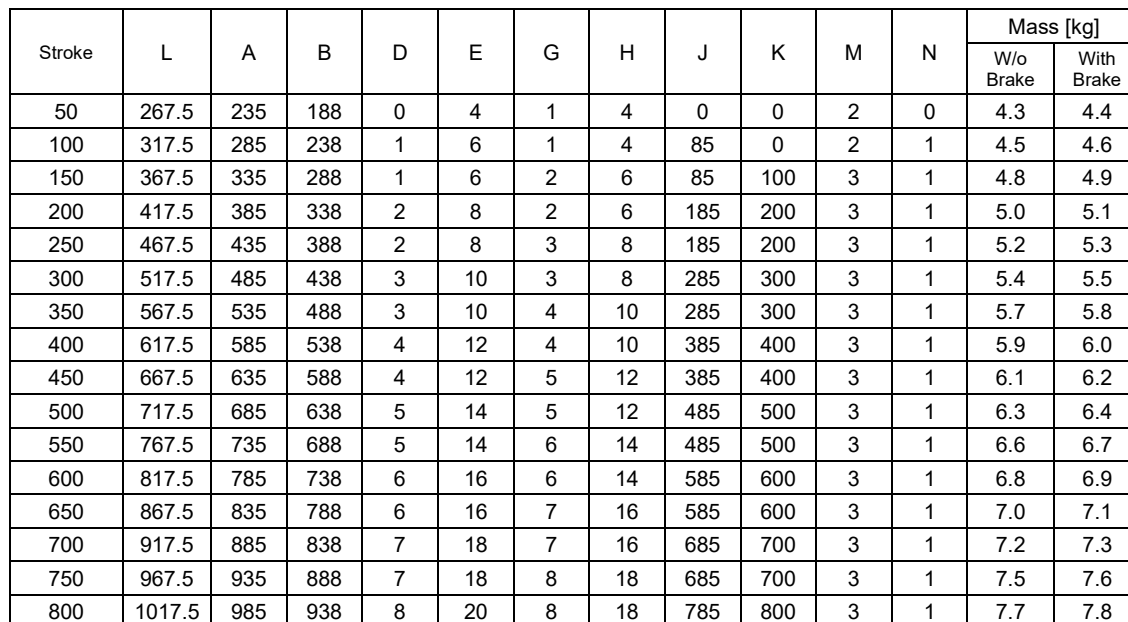 Stroke L A B D E G H J K M N Mass [kg]
W/o Brake With Brake
50 267.5 235 188 0 4 1 4 0 0 2 0 4.3 4.4
100 317.5 285 238 1 6 1 4 85 0 2 1 4.5 4.6
150 367.5 335 288 1 6 2 6 85 100 3 1 4.8 4.9
200 417.5 385 338 2 8 2 6 185 200 3 1 5.0 5.1
250 467.5 435 388 2 8 3 8 185 200 3 1 5.2 5.3
300 517.5 485 438 3 10 3 8 285 300 3 1 5.4 5.5
350 567.5 535 488 3 10 4 10 285 300 3 1 5.7 5.8
400 617.5 585 538 4 12 4 10 385 400 3 1 5.9 6.0
450 667.5 635 588 4 12 5 12 385 400 3 1 6.1 6.2
500 717.5 685 638 5 14 5 12 485 500 3 1 6.3 6.4
550 767.5 735 688 5 14 6 14 485 500 3 1 6.6 6.7
600 817.5 785 738 6 16 6 14 585 600 3 1 6.8 6.9
650 867.5 835 788 6 16 7 16 585 600 3 1 7.0 7.1
700 917.5 885 838 7 18 7 16 685 700 3 1 7.2 7.3
750 967.5 935 888 7 18 8 18 685 700 3 1 7.5 7.6
800 1017.5 985 938 8 20 8 18 785 800 3 1 7.7 7.8